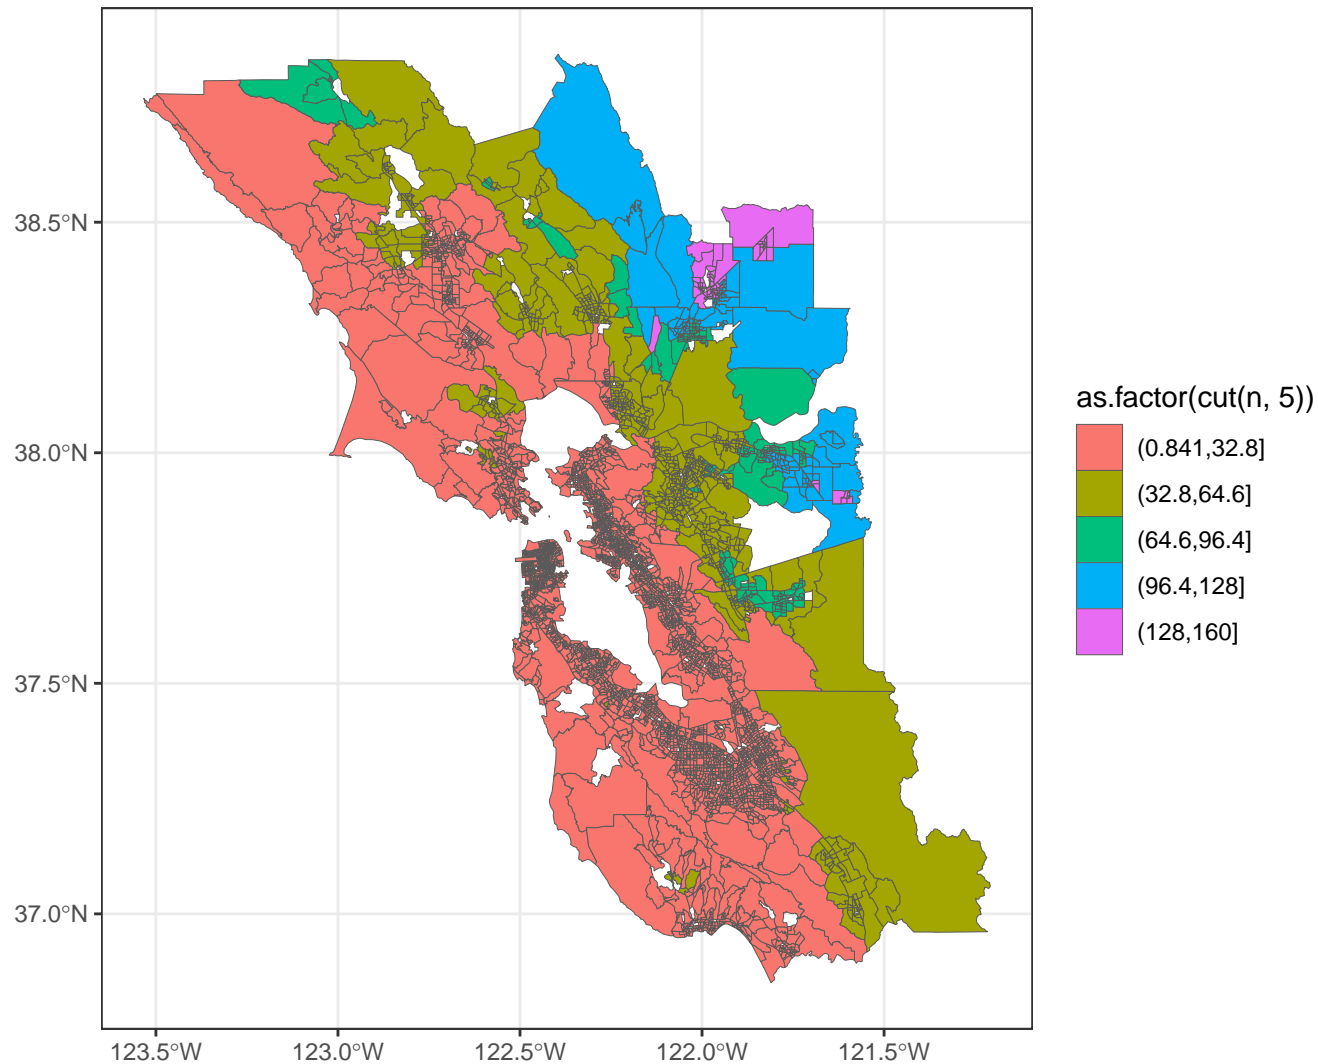 38.5°N
38.0°N
37.5°N
37.0°N
123.5°W
123.0°W
122.5°W
122.0°W
121.5°W
as.factor(cut(n, 5))
(0.841,32.8]
(32.8,64.6]
(64.6,96.4]
(96.4,128]
(128,160]